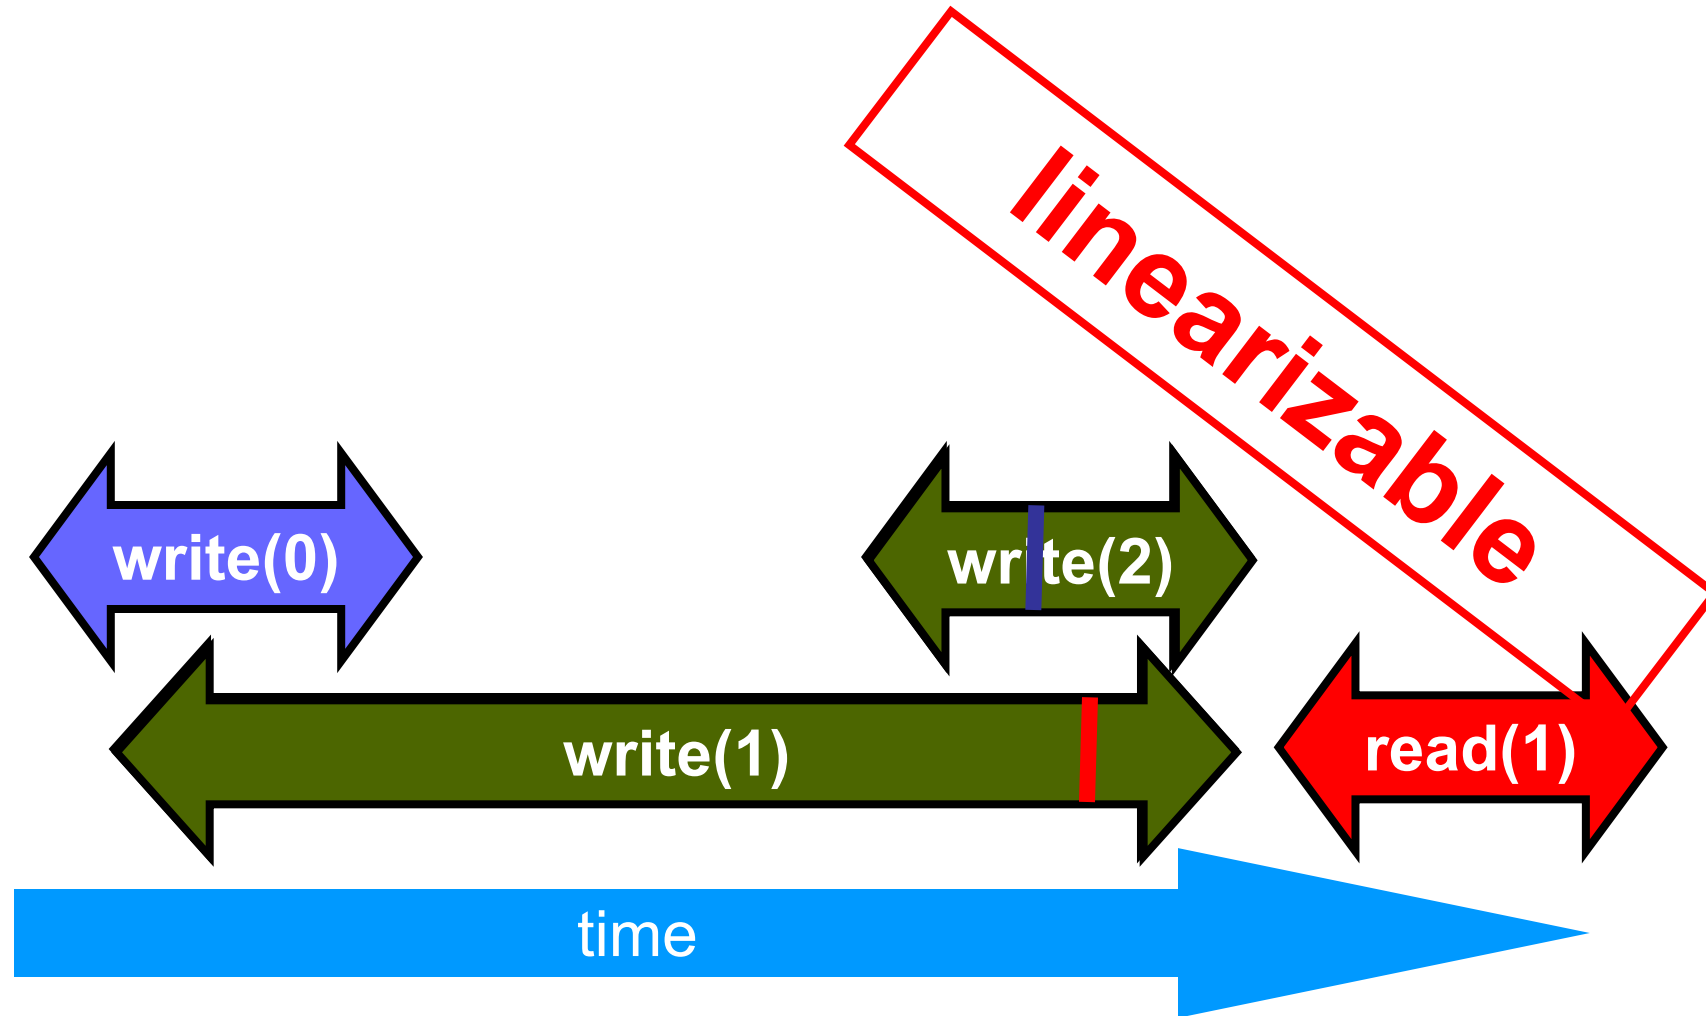 linearizable
write(0)
write(2)
write(1)
read(1)
time